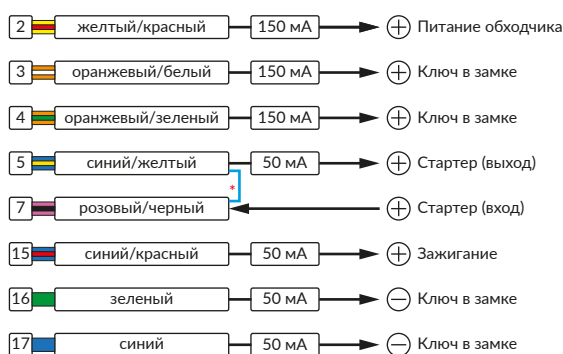 2 желтый/красный 150 мА + Питание обходчика
3 оранжевый/белый 150 мА + Ключ в замке
4 оранжевый/зеленый 150 мА + Ключ в замке
5 синий/желтый 50 мА + Стартер (выход)
*
7 розовый/черный + Стартер (вход)
15 синий/красный 50 мА + Зажигание
16 зеленый 50 мА − Ключ в замке
17 синий 50 мА − Ключ в замке